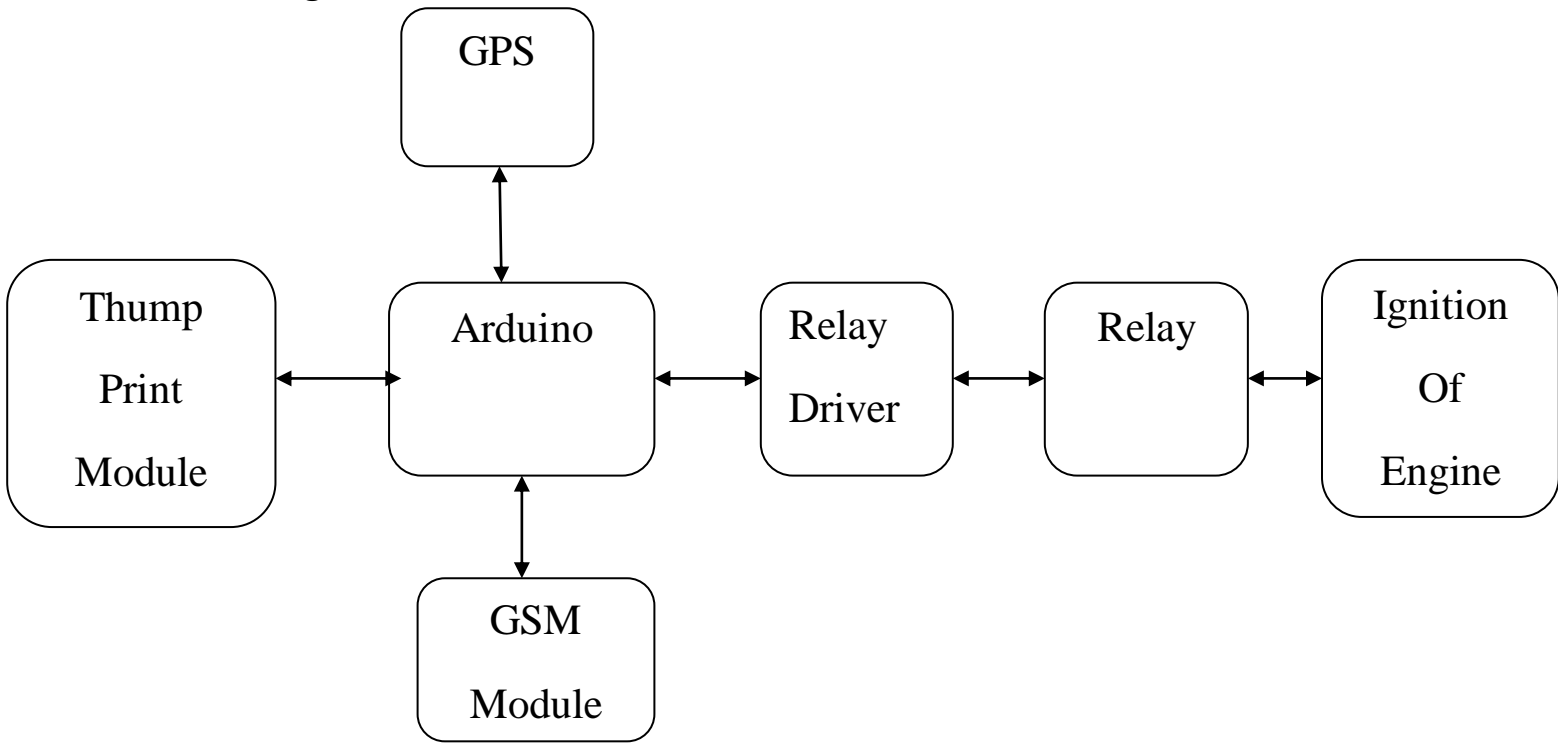 GPS
Thump
Print
Module
Arduino
Relay
Driver
Relay
Ignition
Of
Engine
GSM
Module